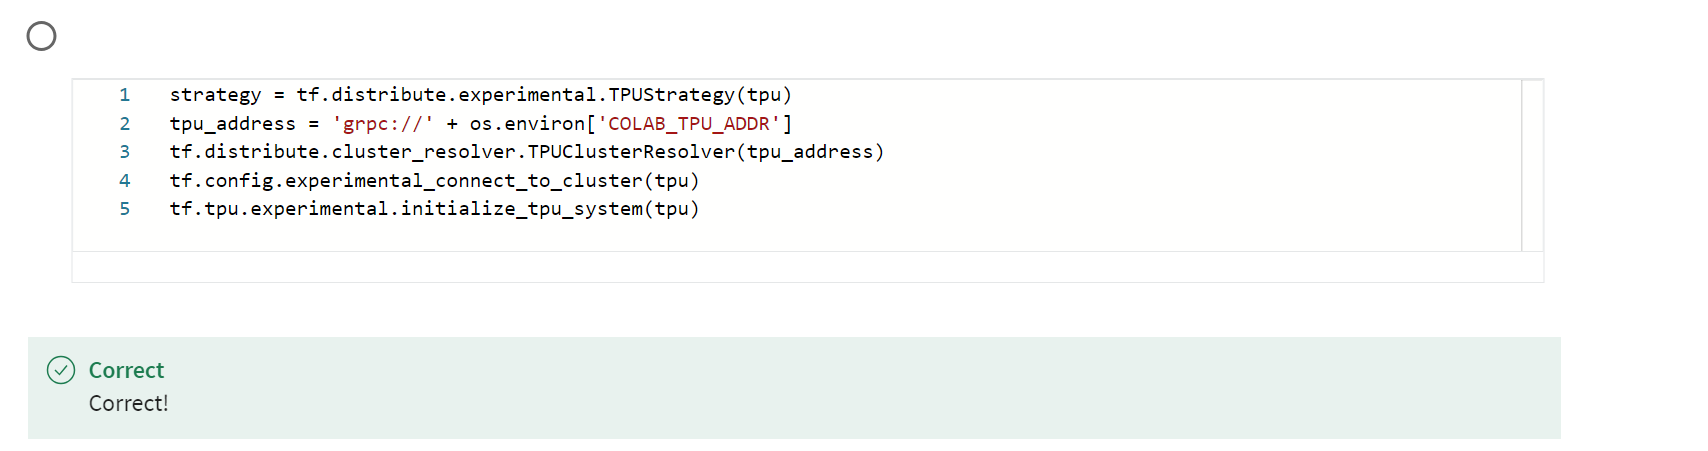 1 strategy = tf.distribute.experimental.TPUStrategy(tpu)
2 tpu_address = 'grpc://' + os.environ['COLAB_TPU_ADDR']
3 tf.distribute.cluster_resolver.TPUClusterResolver(tpu_address)
4 tf.config.experimental_connect_to_cluster(tpu)
5 tf.tpu.experimental.initialize_tpu_system(tpu)
Correct
Correct!